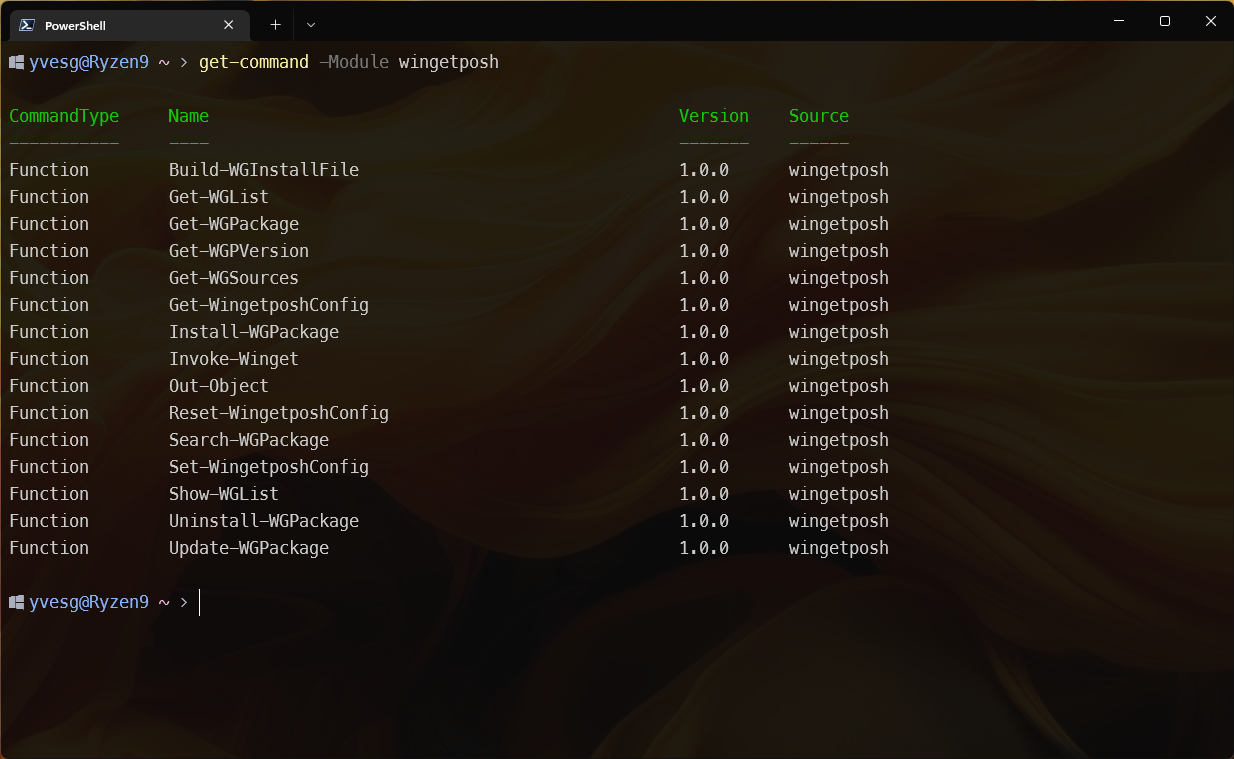 PowerShell
yvesg@Ryzen9 ~ > get-command -Module wingetposh
CommandType     Name                                               Version    Source
-----------     ----                                               -------    ------
Function        Build-WGInstallFile                                1.0.0      wingetposh
Function        Get-WGList                                         1.0.0      wingetposh
Function        Get-WGPackage                                      1.0.0      wingetposh
Function        Get-WGPVersion                                     1.0.0      wingetposh
Function        Get-WGSources                                      1.0.0      wingetposh
Function        Get-WingetposhConfig                               1.0.0      wingetposh
Function        Install-WGPackage                                  1.0.0      wingetposh
Function        Invoke-Winget                                      1.0.0      wingetposh
Function        Out-Object                                         1.0.0      wingetposh
Function        Reset-WingetposhConfig                             1.0.0      wingetposh
Function        Search-WGPackage                                   1.0.0      wingetposh
Function        Set-WingetposhConfig                               1.0.0      wingetposh
Function        Show-WGList                                        1.0.0      wingetposh
Function        Uninstall-WGPackage                                1.0.0      wingetposh
Function        Update-WGPackage                                   1.0.0      wingetposh
yvesg@Ryzen9 ~ >